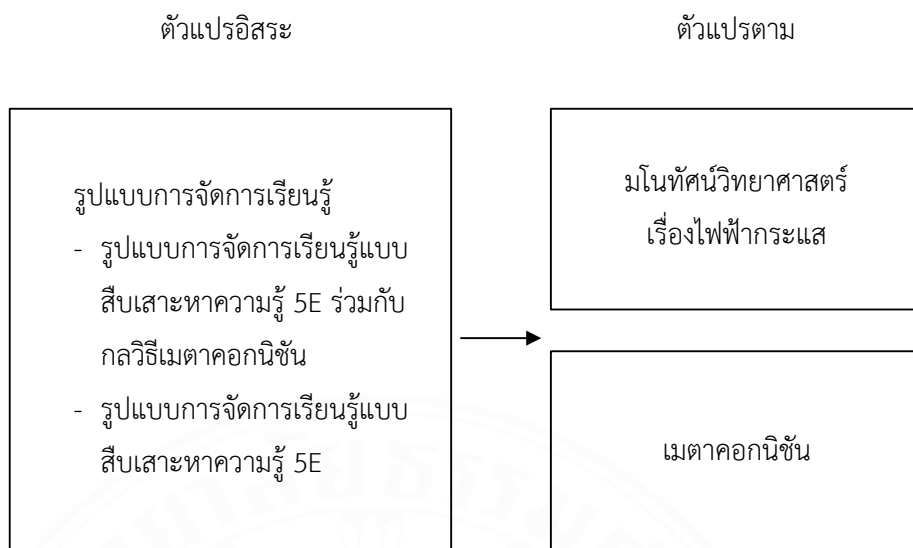 ตัวแปรอิสระ
ตัวแปรตาม
รูปแบบการจัดการเรียนรู้
- รูปแบบการจัดการเรียนรู้แบบ
สืบเสาะหาความรู้ 5E ร่วมกับ
กลวิธีเมตาคอกนิชัน
- รูปแบบการจัดการเรียนรู้แบบ
สืบเสาะหาความรู้ 5E
มโนทัศน์วิทยาศาสตร์
เรื่องไฟฟ้ากระแส
เมตาคอกนิชัน